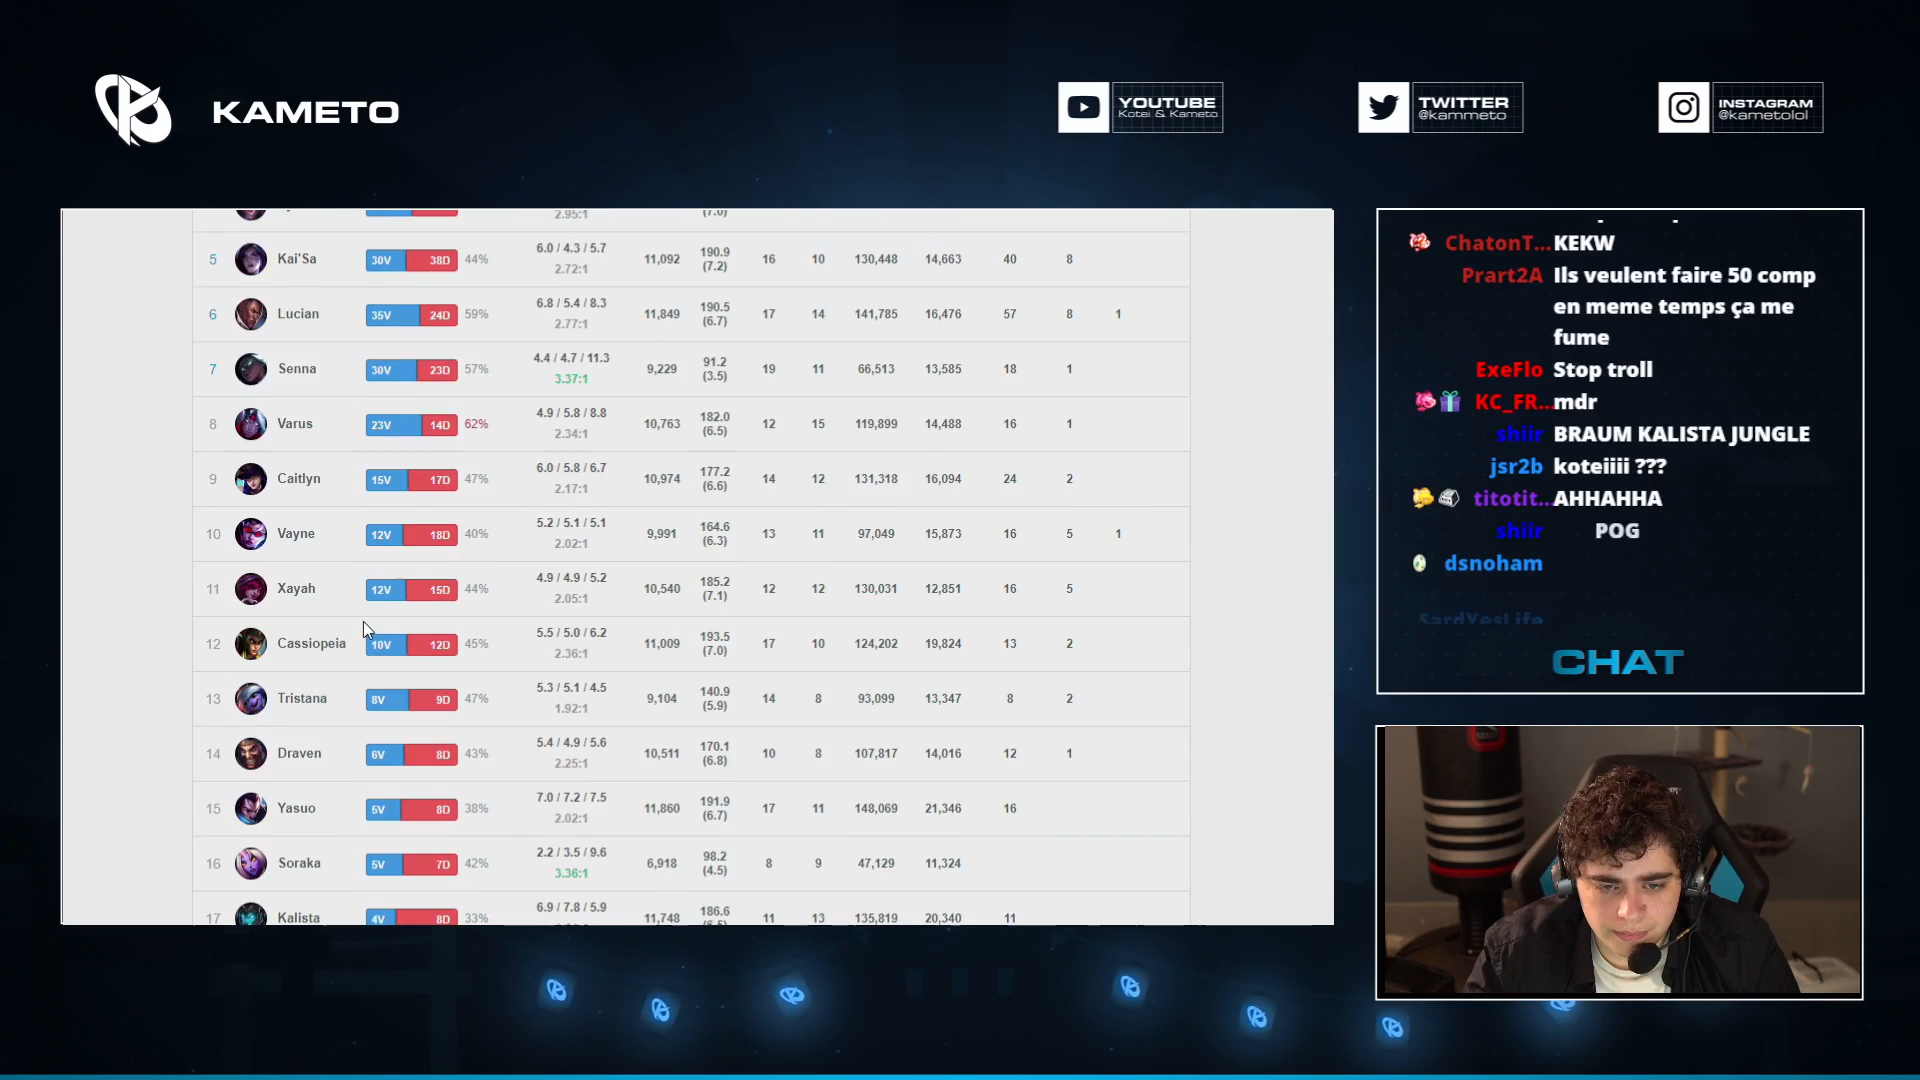 KAMETO
YOUTUBE
Kotei & Kameto
TWITTER
@kammeto
INSTAGRAM
@kametolol
2.95:1 (7.0)
5 Kai'Sa 30V 38D 44% 6.0 / 4.3 / 5.7 2.72:1 11,092 190.9 (7.2) 16 10 130,448 14,663 40 8
6 Lucian 35V 24D 59% 6.8 / 5.4 / 8.3 2.77:1 11,849 190.5 (6.7) 17 14 141,785 16,476 57 8 1
7 Senna 30V 23D 57% 4.4 / 4.7 / 11.3 3.37:1 9,229 91.2 (3.5) 19 11 66,513 13,585 18 1
8 Varus 23V 14D 62% 4.9 / 5.8 / 8.8 2.34:1 10,763 182.0 (6.5) 12 15 119,899 14,488 16 1
9 Caitlyn 15V 17D 47% 6.0 / 5.8 / 6.7 2.17:1 10,974 177.2 (6.6) 14 12 131,318 16,094 24 2
10 Vayne 12V 18D 40% 5.2 / 5.1 / 5.1 2.02:1 9,991 164.6 (6.3) 13 11 97,049 15,873 16 5 1
11 Xayah 12V 15D 44% 4.9 / 4.9 / 5.2 2.05:1 10,540 185.2 (7.1) 12 12 130,031 12,851 16 5
12 Cassiopeia 10V 12D 45% 5.5 / 5.0 / 6.2 2.36:1 11,009 193.5 (7.0) 17 10 124,202 19,824 13 2
13 Tristana 8V 9D 47% 5.3 / 5.1 / 4.5 1.92:1 9,104 140.9 (5.9) 14 8 93,099 13,347 8 2
14 Draven 6V 8D 43% 5.4 / 4.9 / 5.6 2.25:1 10,511 170.1 (6.8) 10 8 107,817 14,016 12 1
15 Yasuo 5V 8D 38% 7.0 / 7.2 / 7.5 2.02:1 11,860 191.9 (6.7) 17 11 148,069 21,346 16
16 Soraka 5V 7D 42% 2.2 / 3.5 / 9.6 3.36:1 6,918 98.2 (4.5) 8 9 47,129 11,324
17 Kalista 4V 8D 33% 6.9 / 7.8 / 5.9 11,748 186.6 11 13 135,819 20,340 11
ChatonT... KEKW
Prart2A Ils veulent faire 50 comp
en meme temps ça me
fume
ExeFlo Stop troll
KC_FR... mdr
shiir BRAUM KALISTA JUNGLE
jsr2b koteiiii ???
titotit... AHHAHHA
shiir POG
dsnoham
SardYesLife
CHAT